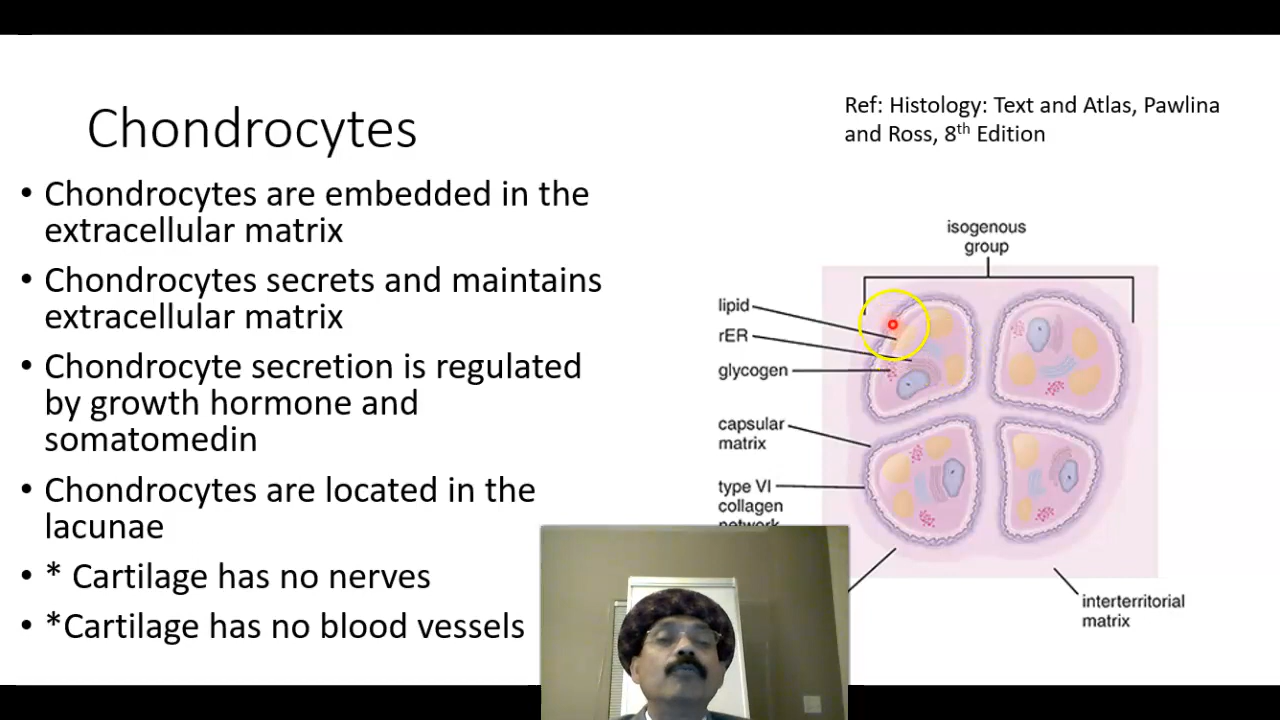 Chondrocytes
Ref: Histology: Text and Atlas, Pawlina
and Ross, 8th Edition
• Chondrocytes are embedded in the
extracellular matrix
• Chondrocytes secrets and maintains
extracellular matrix
• Chondrocyte secretion is regulated
by growth hormone and
somatomedin
• Chondrocytes are located in the
lacunae
• * Cartilage has no nerves
• *Cartilage has no blood vessels
isogenous
group
lipid
rER
glycogen
capsular
matrix
type VI
collagen
network
interterritorial
matrix